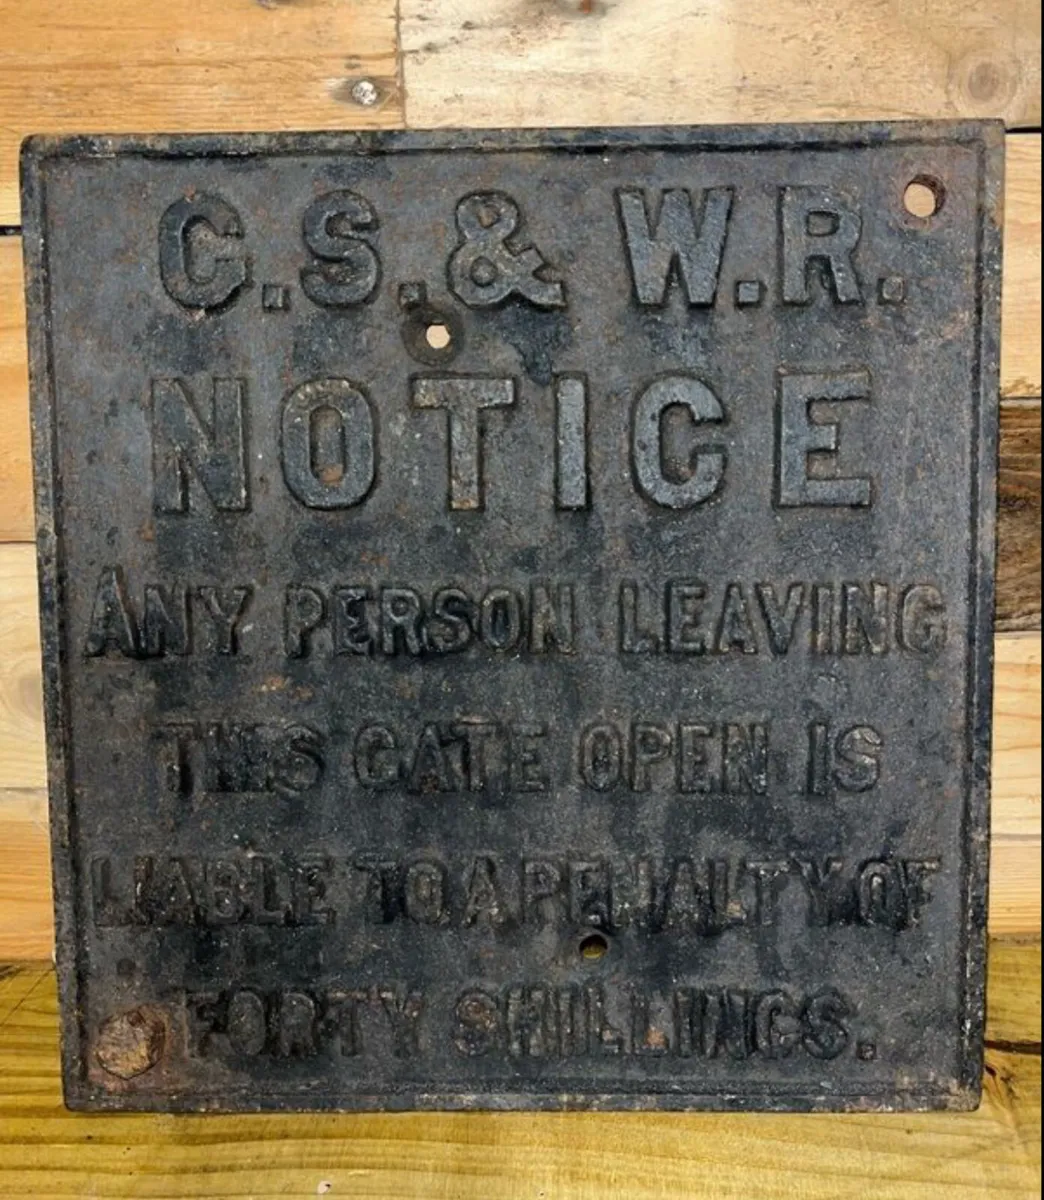 G.S.& W.R.
NOTICE
ANY PERSON LEAVING
THIS GATE OPEN IS
LIABLE TO A PENALTY OF
FORTY SHILLINGS.